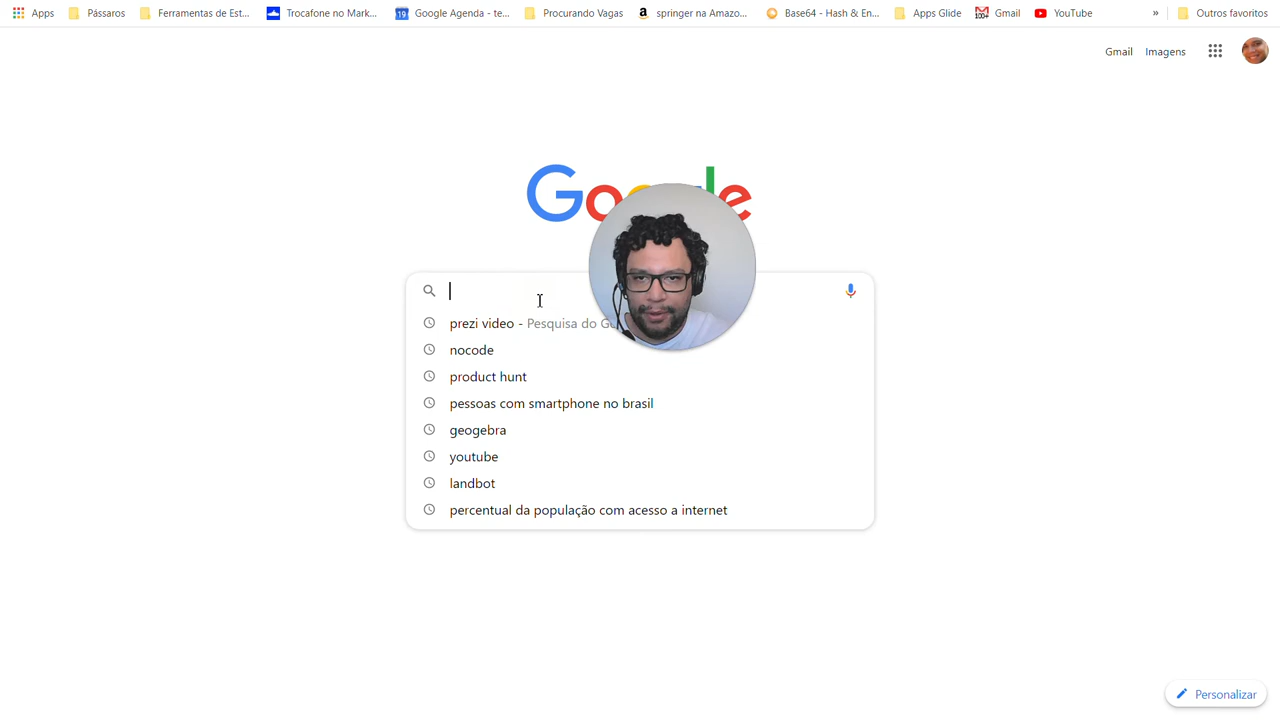 Apps Pássaros Ferramentas de Est... Trocafone no Mark... 19 Google Agenda - te... Procurando Vagas a springer na Amazo... Base64 - Hash & En... Apps Glide 100+ Gmail YouTube » Outros favoritos
Gmail Imagens
prezi video - Pesquisa do
nocode
product hunt
pessoas com smartphone no brasil
geogebra
youtube
landbot
percentual da população com acesso a internet
Personalizar